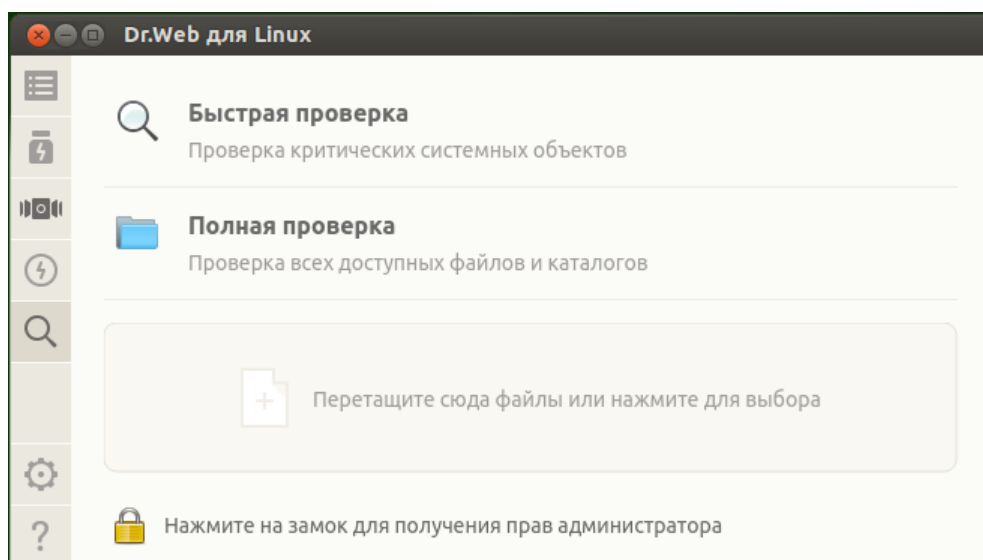 Dr.Web для Linux
Быстрая проверка
Проверка критических системных объектов
Полная проверка
Проверка всех доступных файлов и каталогов
Перетащите сюда файлы или нажмите для выбора
Нажмите на замок для получения прав администратора
?